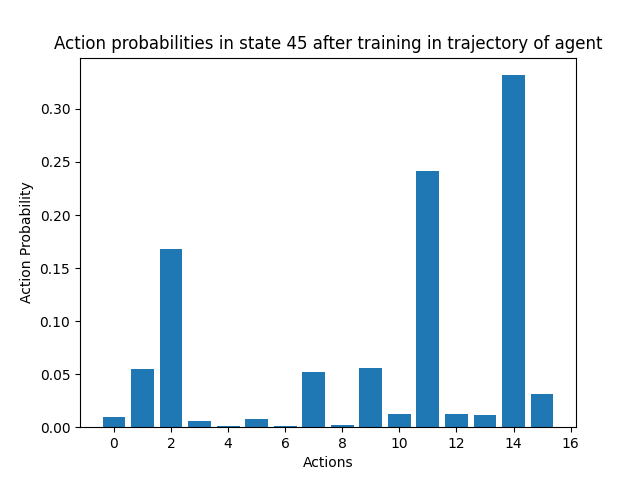 Action probabilities in state 45 after training in trajectory of agent
0.30
0.25
0.20
0.15
0.10
0.05
0.00
Action Probability
0 2 4 6 8 10 12 14 16
Actions